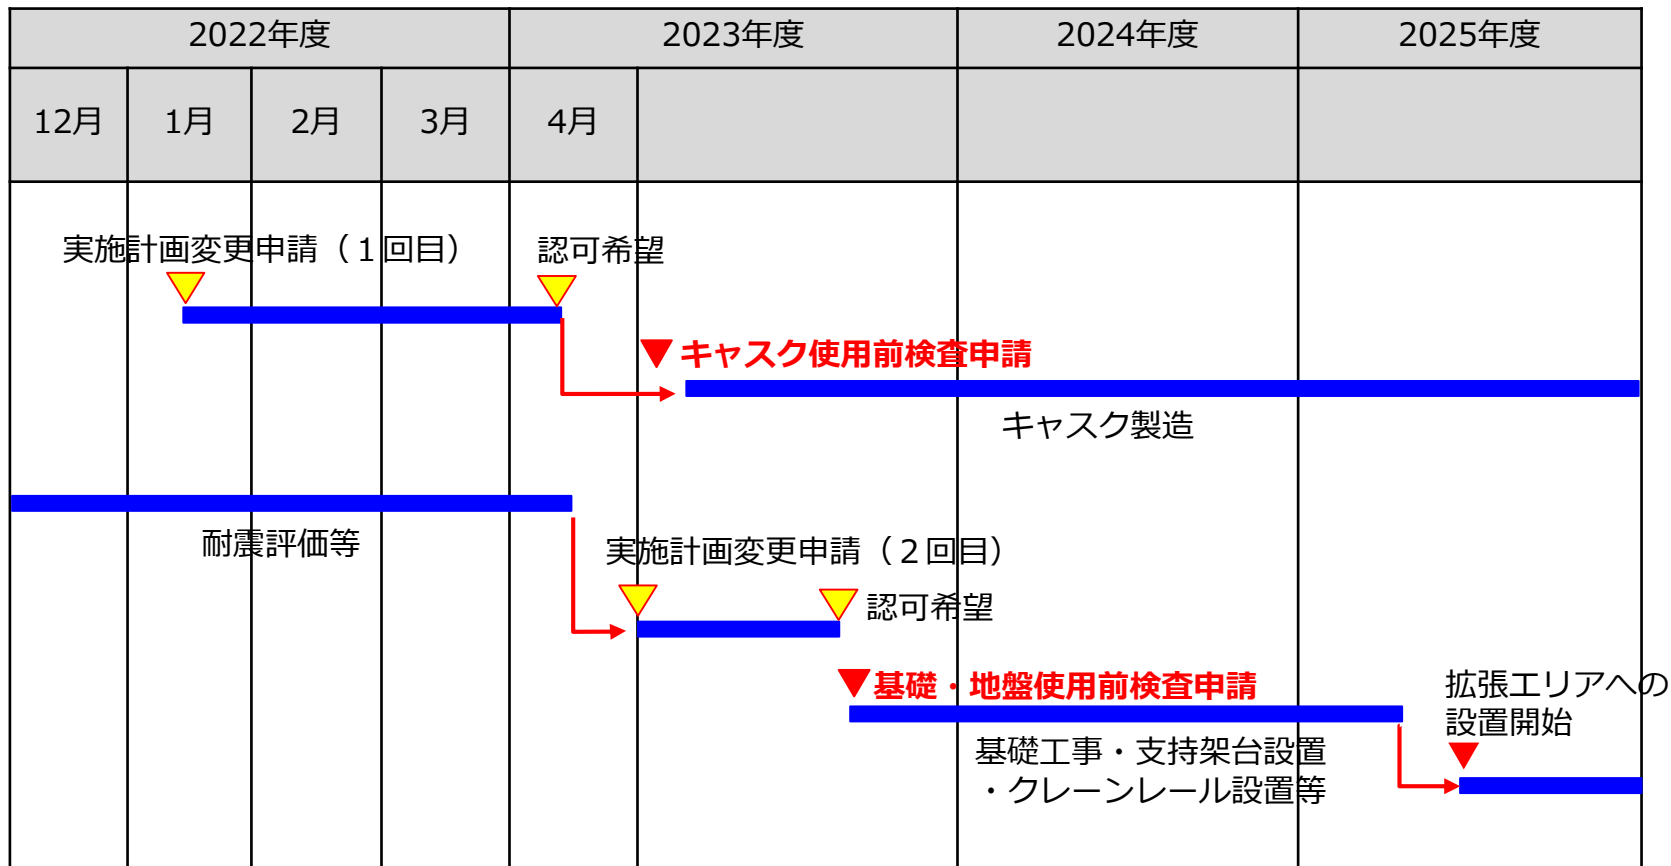 2022年度
2023年度
2024年度
2025年度
12月
1月
2月
3月
4月
実施計画変更申請（１回目）
認可希望
キャスク使用前検査申請
キャスク製造
耐震評価等
実施計画変更申請（２回目）
認可希望
基礎・地盤使用前検査申請
基礎工事・支持架台設置
・クレーンレール設置等
拡張エリアへの
設置開始